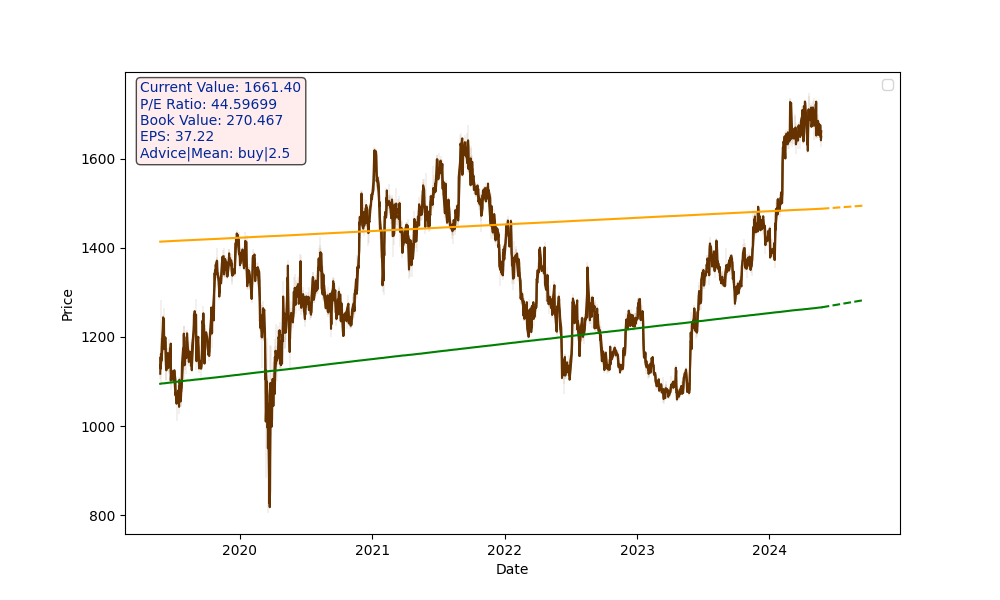 Current Value: 1661.40
P/E Ratio: 44.59699
Book Value: 270.467
EPS: 37.22
Advice|Mean: buy|2.5
1600
1400
1200
1000
800
Price
2020
2021
2022
2023
2024
Date